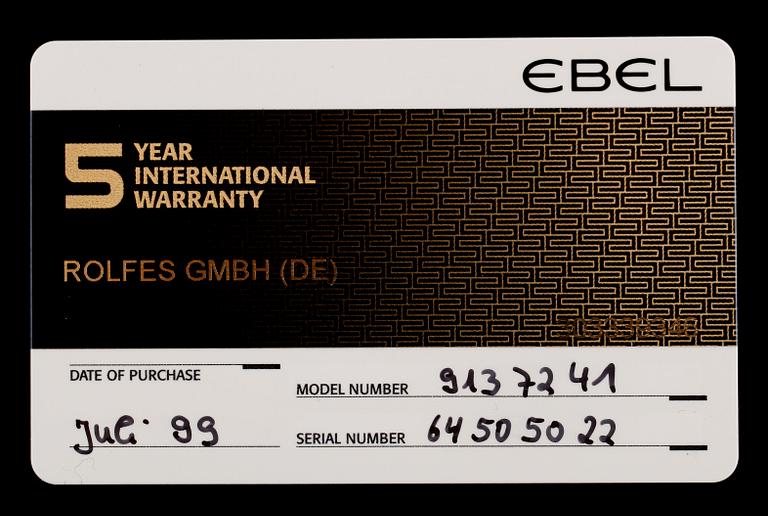 EBEL
5 YEAR
INTERNATIONAL
WARRANTY
ROLFES GMBH (DE)
DATE OF PURCHASE
Juli 99
MODEL NUMBER 913 72 41
SERIAL NUMBER 64 50 50 22